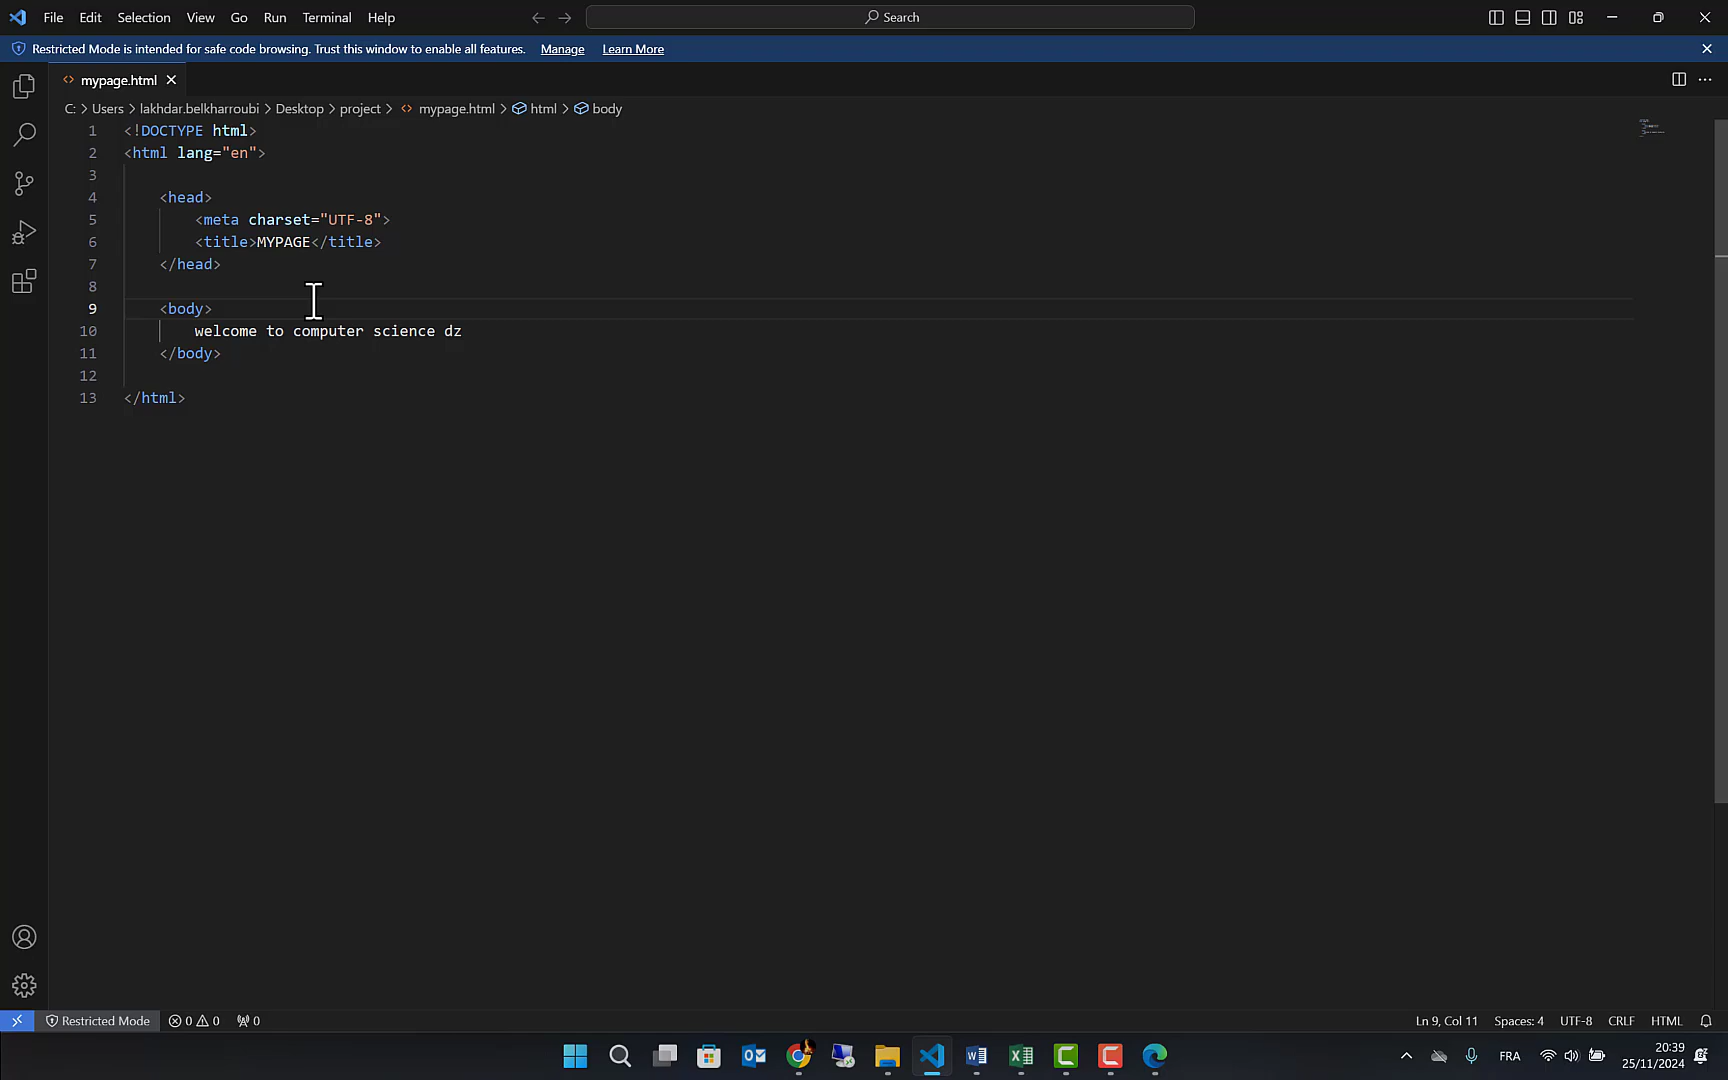 File Edit Selection View Go Run Terminal Help Search
Restricted Mode is intended for safe code browsing. Trust this window to enable all features. Manage Learn More
mypage.html
C: > Users > lakhdar.belkharroubi > Desktop > project > mypage.html > html > body
1 <!DOCTYPE html>
2 <html lang="en">
3
4 <head>
5 <meta charset="UTF-8">
6 <title>MYPAGE</title>
7 </head>
8
9 <body>
10 welcome to computer science dz
11 </body>
12
13 </html>
Restricted Mode 0 0 0 Ln 9, Col 11 Spaces: 4 UTF-8 CRLF HTML
FRA 20:39
25/11/2024